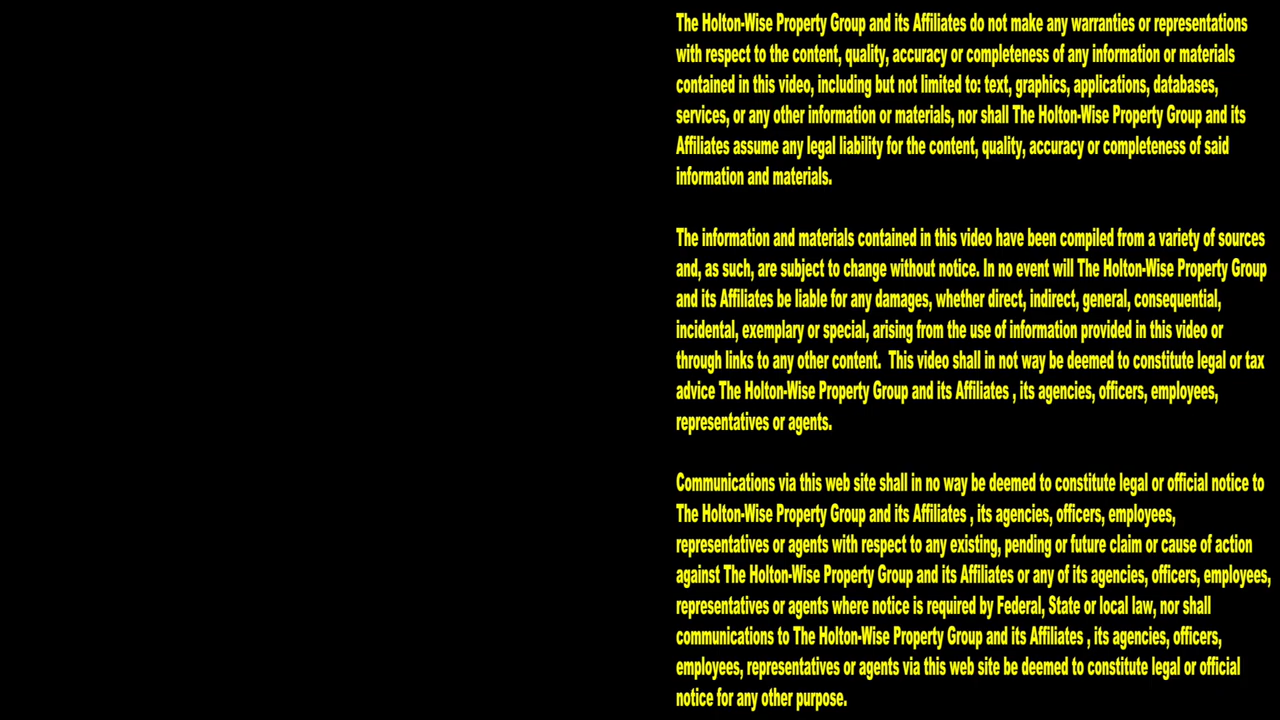 The Holton-Wise Property Group and its Affiliates do not make any warranties or representations
with respect to the content, quality, accuracy or completeness of any information or materials
contained in this video, including but not limited to: text, graphics, applications, databases,
services, or any other information or materials, nor shall The Holton-Wise Property Group and its
Affiliates assume any legal liability for the content, quality, accuracy or completeness of said
information and materials.
The information and materials contained in this video have been compiled from a variety of sources
and, as such, are subject to change without notice. In no event will The Holton-Wise Property Group
and its Affiliates be liable for any damages, whether direct, indirect, general, consequential,
incidental, exemplary or special, arising from the use of information provided in this video or
through links to any other content.  This video shall in not way be deemed to constitute legal or tax
advice The Holton-Wise Property Group and its Affiliates , its agencies, officers, employees,
representatives or agents.
Communications via this web site shall in no way be deemed to constitute legal or official notice to
The Holton-Wise Property Group and its Affiliates , its agencies, officers, employees,
representatives or agents with respect to any existing, pending or future claim or cause of action
against The Holton-Wise Property Group and its Affiliates or any of its agencies, officers, employees,
representatives or agents where notice is required by Federal, State or local law, nor shall
communications to The Holton-Wise Property Group and its Affiliates , its agencies, officers,
employees, representatives or agents via this web site be deemed to constitute legal or official
notice for any other purpose.